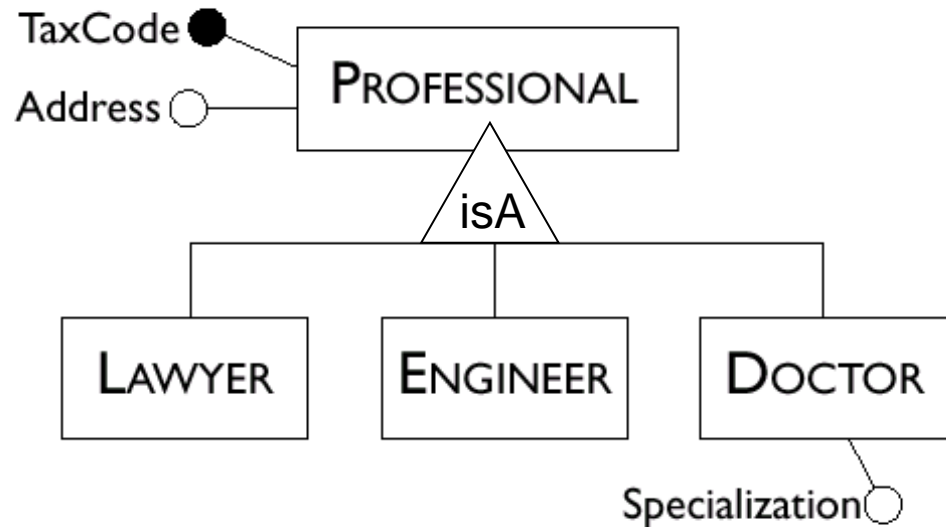 TaxCode
PROFESSIONAL
Address
isA
LAWYER
ENGINEER
DOCTOR
Specialization